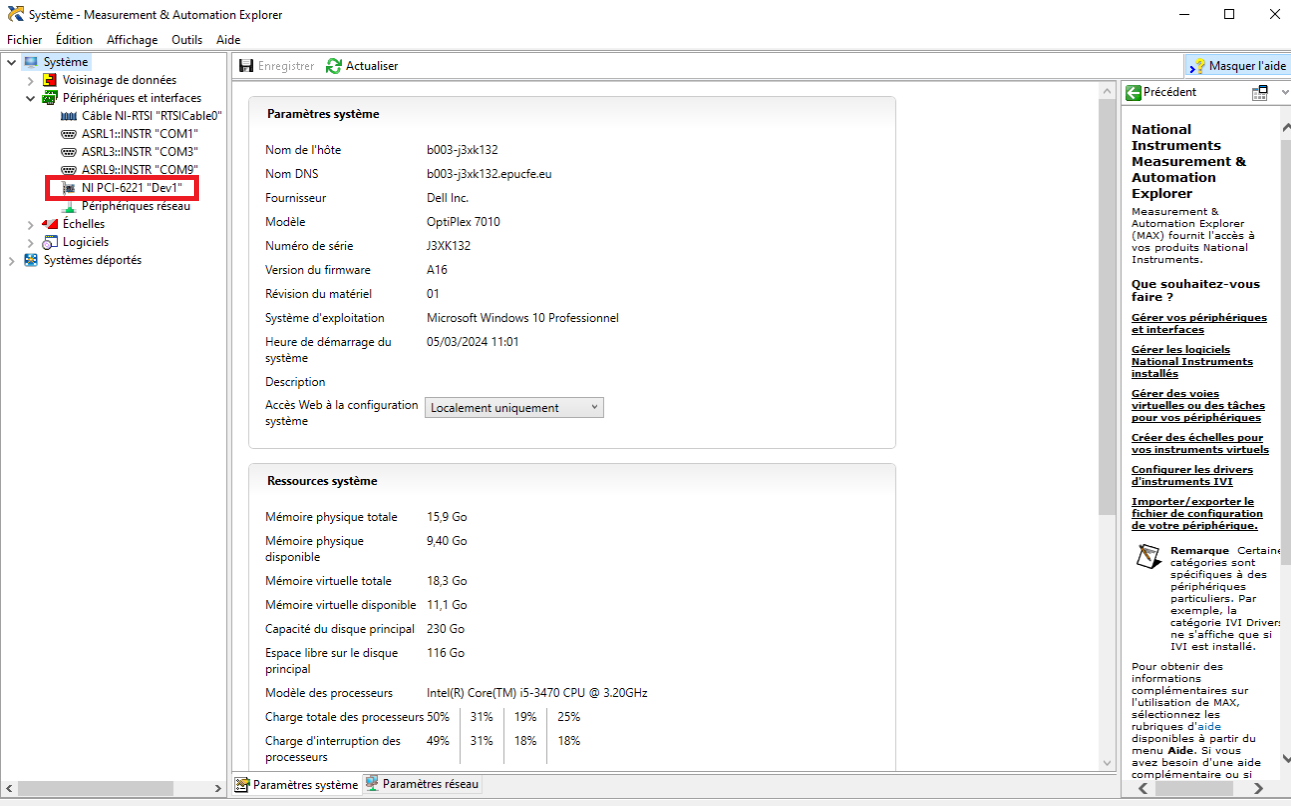 Système - Measurement & Automation Explorer
Fichier Édition Affichage Outils Aide
Système
Voisinage de données
Périphériques et interfaces
Câble NI-RTSI "RTSICable0"
ASRL1::INSTR "COM1"
ASRL3::INSTR "COM3"
ASRL9::INSTR "COM9"
NI PCI-6221 "Dev1"
Périphériques réseau
Échelles
Logiciels
Systèmes déportés
Enregistrer Actualiser
Masquer l'aide
Paramètres système
Nom de l'hôte b003-j3xk132
Nom DNS b003-j3xk132.epucfe.eu
Fournisseur Dell Inc.
Modèle OptiPlex 7010
Numéro de série J3XK132
Version du firmware A16
Révision du matériel 01
Système d'exploitation Microsoft Windows 10 Professionnel
Heure de démarrage du 05/03/2024 11:01
système
Description
Accès Web à la configuration Localement uniquement
système
Ressources système
Mémoire physique totale 15,9 Go
Mémoire physique 9,40 Go
disponible
Mémoire virtuelle totale 18,3 Go
Mémoire virtuelle disponible 11,1 Go
Capacité du disque principal 230 Go
Espace libre sur le disque 116 Go
principal
Modèle des processeurs Intel(R) Core(TM) i5-3470 CPU @ 3.20GHz
Charge totale des processeurs 50% 31% 19% 25%
Charge d'interruption des 49% 31% 18% 18%
processeurs
Paramètres système Paramètres réseau
Précédent
National
Instruments
Measurement &
Automation
Explorer
Measurement &
Automation Explorer
(MAX) fournit l'accès à
vos produits National
Instruments.
Que souhaitez-vous
faire ?
Gérer vos périphériques
et interfaces
Gérer les logiciels
National Instruments
installés
Gérer des voies
virtuelles ou des tâches
pour vos périphériques
Créer des échelles pour
vos instruments virtuels
Configurer les drivers
d'instruments IVI
Importer/exporter le
fichier de configuration
de votre périphérique.
Remarque Certaine
catégories sont
spécifiques à des
périphériques
particuliers. Par
exemple, la
catégorie IVI Drivers
ne s'affiche que si
IVI est installé.
Pour obtenir des
informations
complémentaires sur
l'utilisation de MAX,
sélectionnez les
rubriques d'aide
disponibles à partir du
menu Aide. Si vous
avez besoin d'une aide
complémentaire ou si